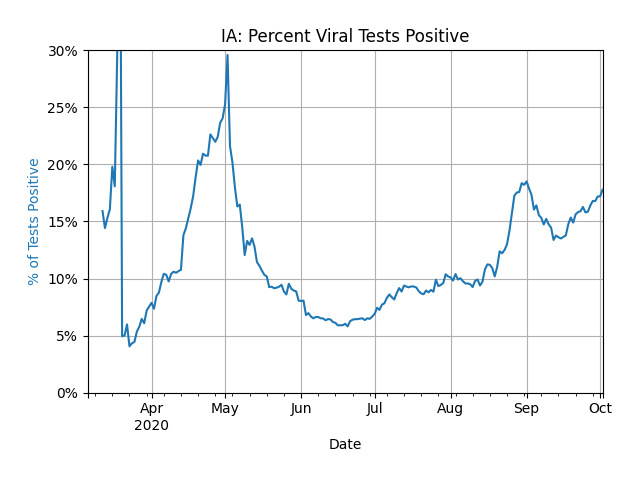 IA: Percent Viral Tests Positive
30%
25%
20%
15%
10%
5%
0%
% of Tests Positive
Apr
May
Jun
Jul
Aug
Sep
Oct
2020
Date